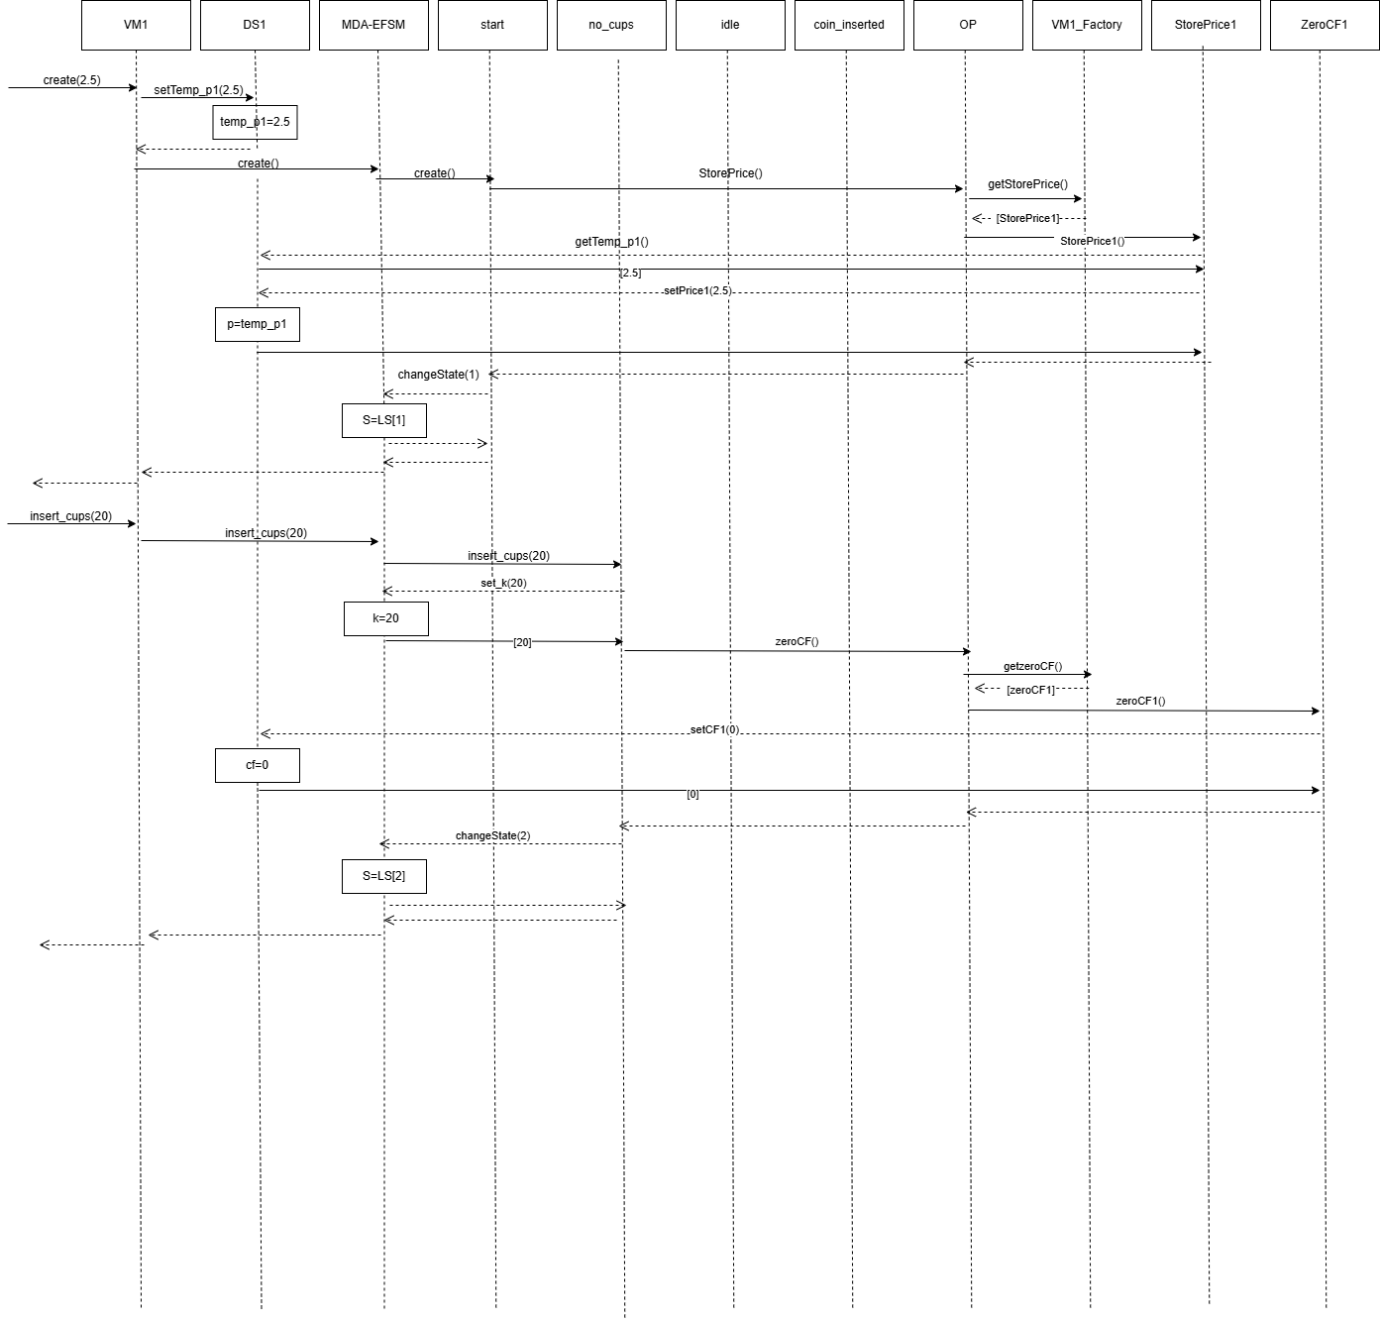 VM1
DS1
MDA-EFSM
start
no_cups
idle
coin_inserted
OP
VM1_Factory
StorePrice1
ZeroCF1
create(2.5)
setTemp_p1(2.5)
temp_p1=2.5
create()
create()
StorePrice()
getStorePrice()
[StorePrice1]
StorePrice1()
getTemp_p1()
[2.5]
setPrice1(2.5)
p=temp_p1
changeState(1)
S=LS[1]
insert_cups(20)
insert_cups(20)
insert_cups(20)
set_k(20)
k=20
[20]
zeroCF()
getzeroCF()
[zeroCF1]
zeroCF1()
setCF1(0)
cf=0
[0]
changeState(2)
S=LS[2]